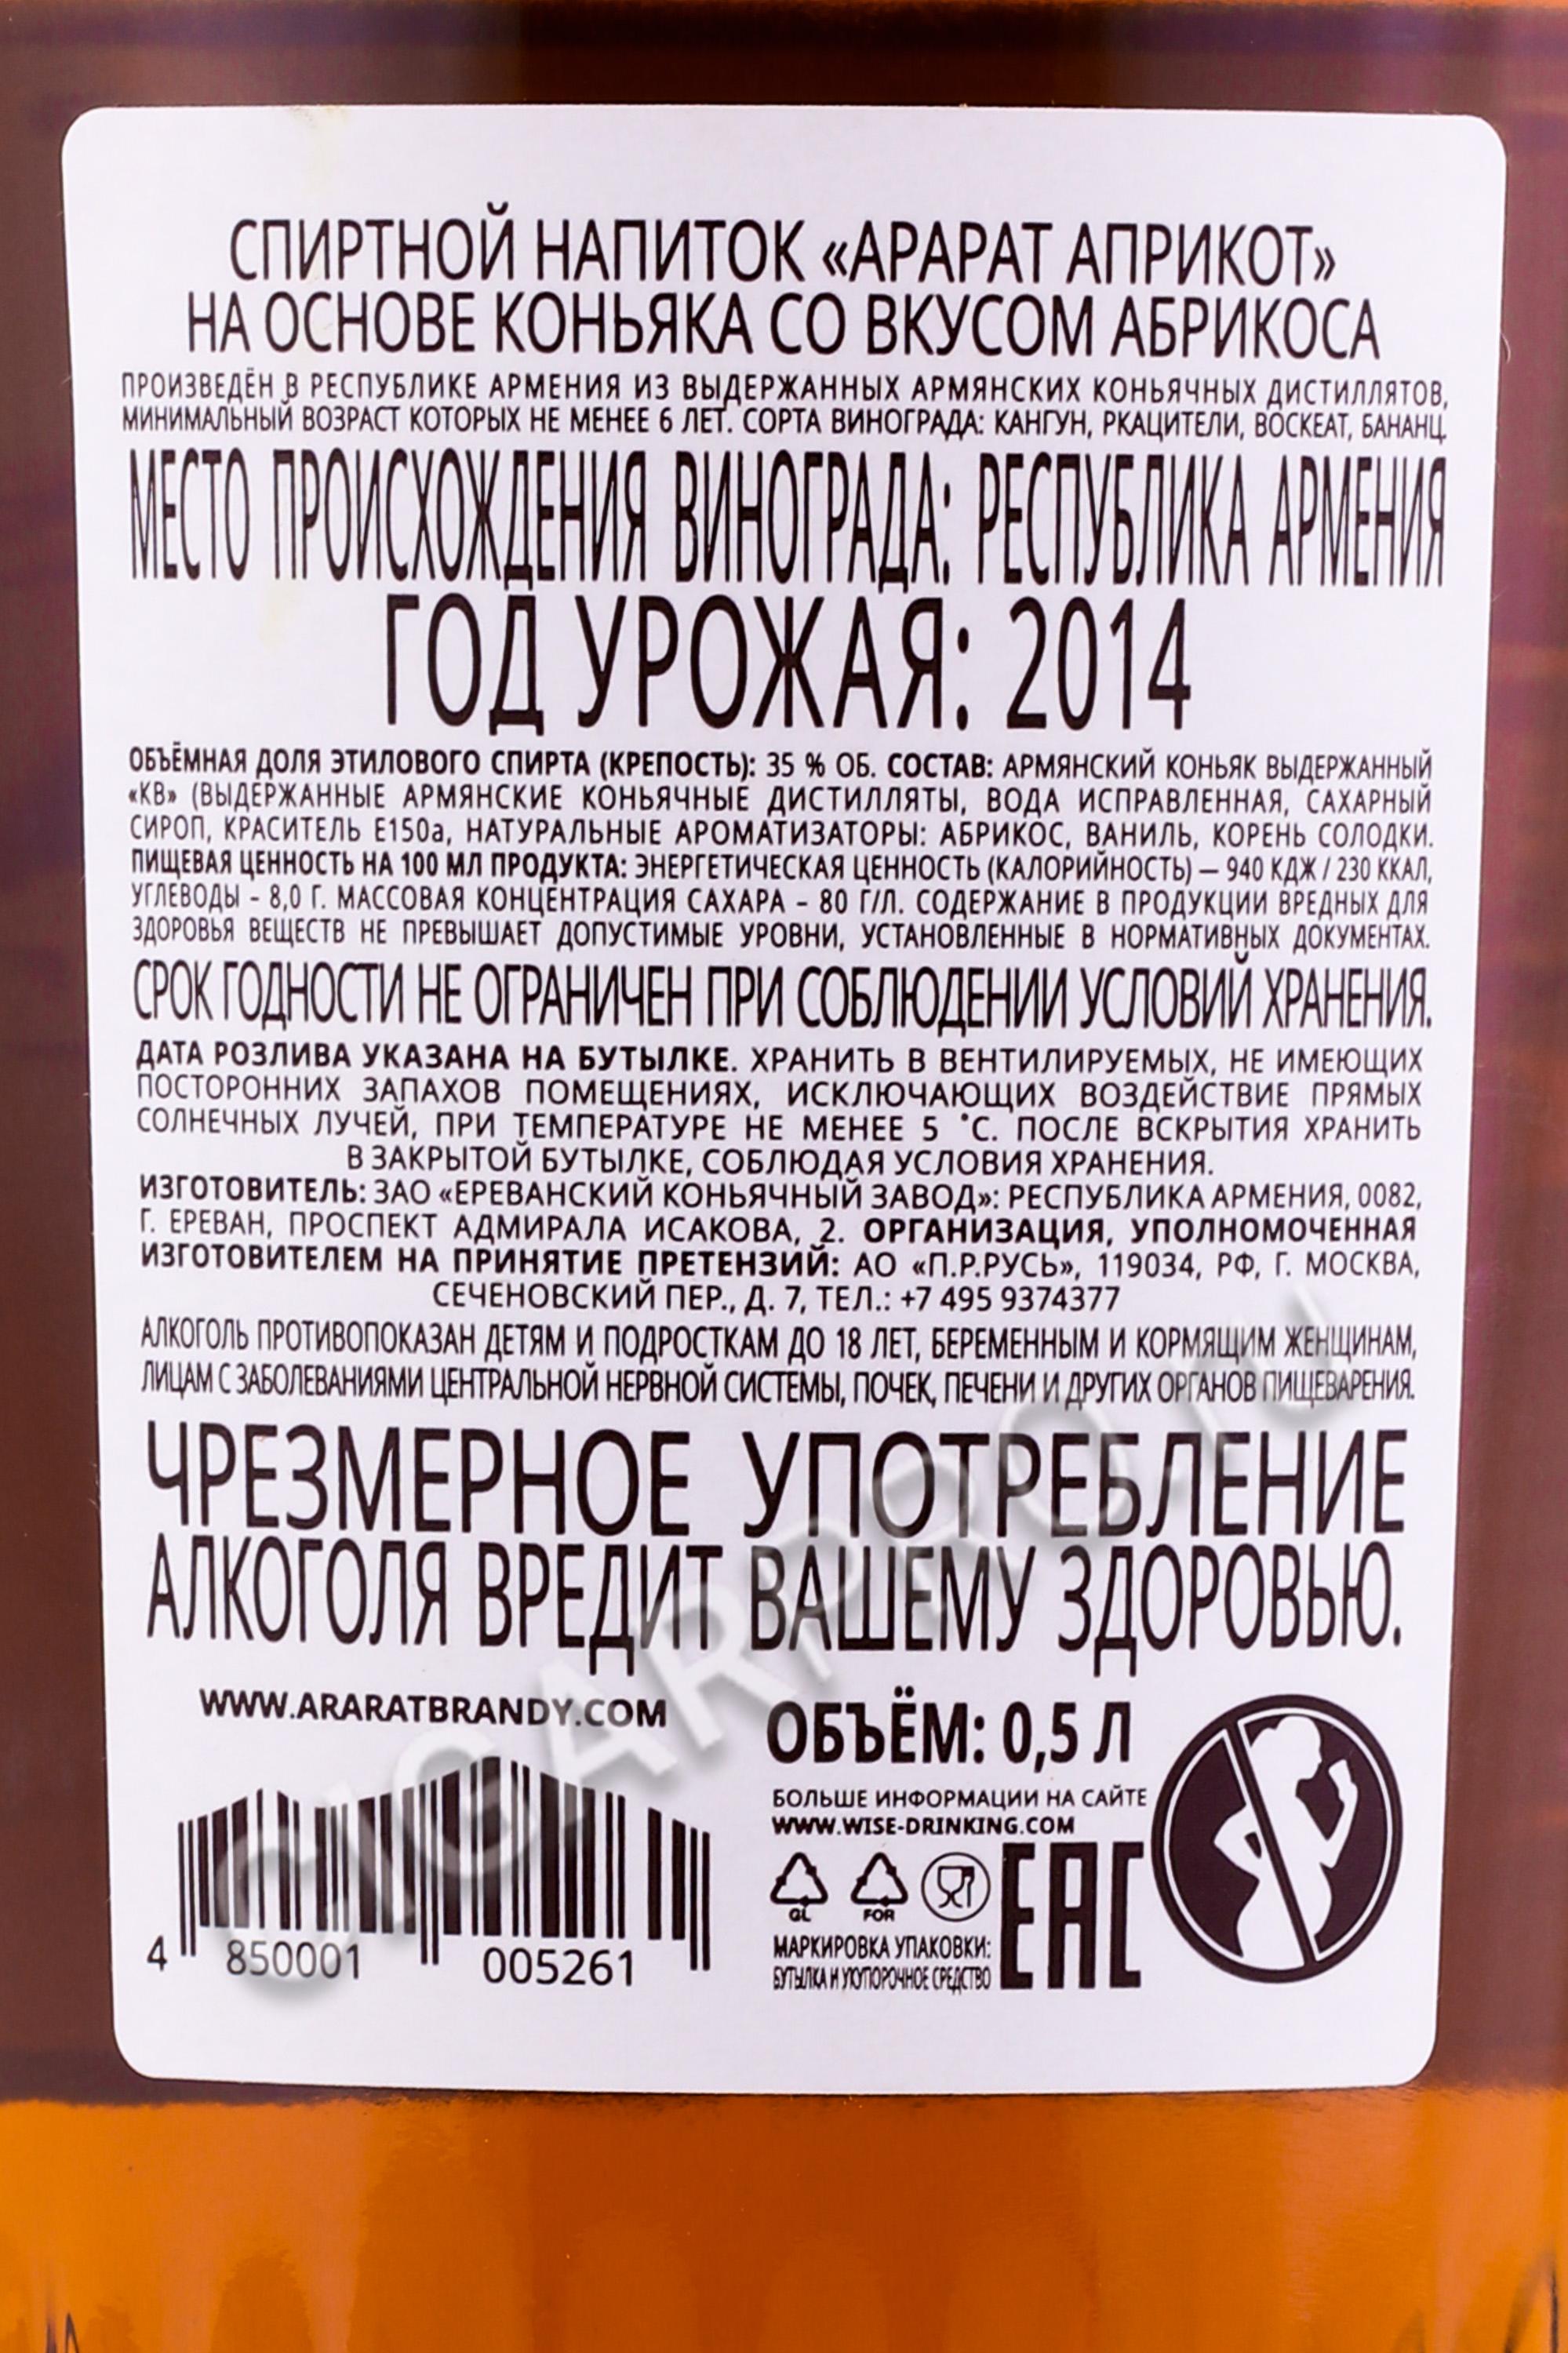 СПИРТНОЙ НАПИТОК «АРАРАТ АПРИКОТ»
НА ОСНОВЕ КОНЬЯКА СО ВКУСОМ АБРИКОСА
ПРОИЗВЕДЁН В РЕСПУБЛИКЕ АРМЕНИЯ ИЗ ВЫДЕРЖАННЫХ АРМЯНСКИХ КОНЬЯЧНЫХ ДИСТИЛЛЯТОВ,
МИНИМАЛЬНЫЙ ВОЗРАСТ КОТОРЫХ НЕ МЕНЕЕ 6 ЛЕТ. СОРТА ВИНОГРАДА: КАНГУН, РКАЦИТЕЛИ, ВОСКЕАТ, БАНАНЦ.
МЕСТО ПРОИСХОЖДЕНИЯ ВИНОГРАДА: РЕСПУБЛИКА АРМЕНИЯ
ГОД УРОЖАЯ: 2014
ОБЪЁМНАЯ ДОЛЯ ЭТИЛОВОГО СПИРТА (КРЕПОСТЬ): 35 % ОБ. СОСТАВ: АРМЯНСКИЙ КОНЬЯК ВЫДЕРЖАННЫЙ
«КВ» (ВЫДЕРЖАННЫЕ АРМЯНСКИЕ КОНЬЯЧНЫЕ ДИСТИЛЛЯТЫ, ВОДА ИСПРАВЛЕННАЯ, САХАРНЫЙ
СИРОП, КРАСИТЕЛЬ Е150а, НАТУРАЛЬНЫЕ АРОМАТИЗАТОРЫ: АБРИКОС, ВАНИЛЬ, КОРЕНЬ СОЛОДКИ.
ПИЩЕВАЯ ЦЕННОСТЬ НА 100 МЛ ПРОДУКТА: ЭНЕРГЕТИЧЕСКАЯ ЦЕННОСТЬ (КАЛОРИЙНОСТЬ) — 940 КДЖ / 230 ККАЛ,
УГЛЕВОДЫ - 8,0 Г. МАССОВАЯ КОНЦЕНТРАЦИЯ САХАРА - 80 Г/Л. СОДЕРЖАНИЕ В ПРОДУКЦИИ ВРЕДНЫХ ДЛЯ
ЗДОРОВЬЯ ВЕЩЕСТВ НЕ ПРЕВЫШАЕТ ДОПУСТИМЫЕ УРОВНИ, УСТАНОВЛЕННЫЕ В НОРМАТИВНЫХ ДОКУМЕНТАХ.
СРОК ГОДНОСТИ НЕ ОГРАНИЧЕН ПРИ СОБЛЮДЕНИИ УСЛОВИЙ ХРАНЕНИЯ.
ДАТА РОЗЛИВА УКАЗАНА НА БУТЫЛКЕ. ХРАНИТЬ В ВЕНТИЛИРУЕМЫХ, НЕ ИМЕЮЩИХ
ПОСТОРОННИХ ЗАПАХОВ ПОМЕЩЕНИЯХ, ИСКЛЮЧАЮЩИХ ВОЗДЕЙСТВИЕ ПРЯМЫХ
СОЛНЕЧНЫХ ЛУЧЕЙ, ПРИ ТЕМПЕРАТУРЕ НЕ МЕНЕЕ 5 °С. ПОСЛЕ ВСКРЫТИЯ ХРАНИТЬ
В ЗАКРЫТОЙ БУТЫЛКЕ, СОБЛЮДАЯ УСЛОВИЯ ХРАНЕНИЯ.
ИЗГОТОВИТЕЛЬ: ЗАО «ЕРЕВАНСКИЙ КОНЬЯЧНЫЙ ЗАВОД»: РЕСПУБЛИКА АРМЕНИЯ, 0082,
Г. ЕРЕВАН, ПРОСПЕКТ АДМИРАЛА ИСАКОВА, 2. ОРГАНИЗАЦИЯ, УПОЛНОМОЧЕННАЯ
ИЗГОТОВИТЕЛЕМ НА ПРИНЯТИЕ ПРЕТЕНЗИЙ: АО «П.Р.РУСЬ», 119034, РФ, Г. МОСКВА,
СЕЧЕНОВСКИЙ ПЕР., Д. 7, ТЕЛ.: +7 495 9374377
АЛКОГОЛЬ ПРОТИВОПОКАЗАН ДЕТЯМ И ПОДРОСТКАМ ДО 18 ЛЕТ, БЕРЕМЕННЫМ И КОРМЯЩИМ ЖЕНЩИНАМ,
ЛИЦАМ С ЗАБОЛЕВАНИЯМИ ЦЕНТРАЛЬНОЙ НЕРВНОЙ СИСТЕМЫ, ПОЧЕК, ПЕЧЕНИ И ДРУГИХ ОРГАНОВ ПИЩЕВАРЕНИЯ.
ЧРЕЗМЕРНОЕ УПОТРЕБЛЕНИЕ
АЛКОГОЛЯ ВРЕДИТ ВАШЕМУ ЗДОРОВЬЮ.
WWW.ARARATBRANDY.COM
4 850001 005261
ОБЪЁМ: 0,5 Л
БОЛЬШЕ ИНФОРМАЦИИ НА САЙТЕ
WWW.WISE-DRINKING.COM
GL FOR
EAC
МАРКИРОВКА УПАКОВКИ:
БУТЫЛКА И УКУПОРОЧНОЕ СРЕДСТВО
CIGARPRO.RU